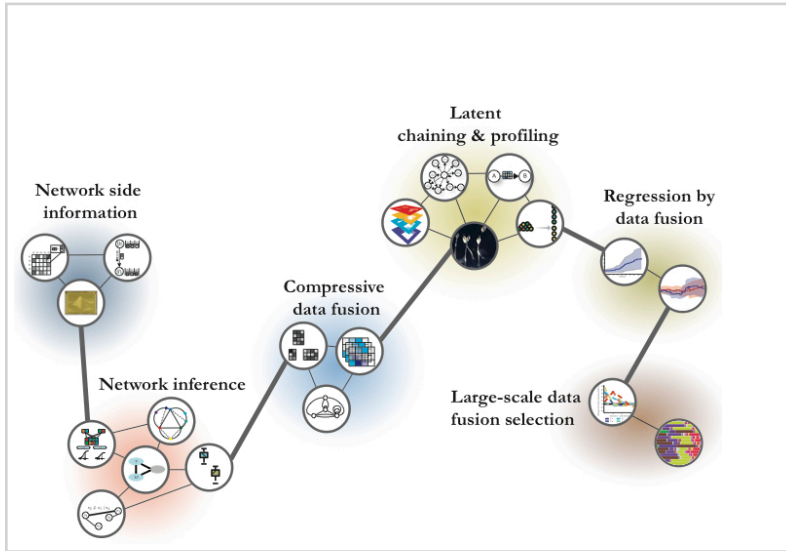 Latent
chaining & profiling
Network side
information
Regression by
data fusion
Compressive
data fusion
Network inference
Large-scale data
fusion selection
A
B